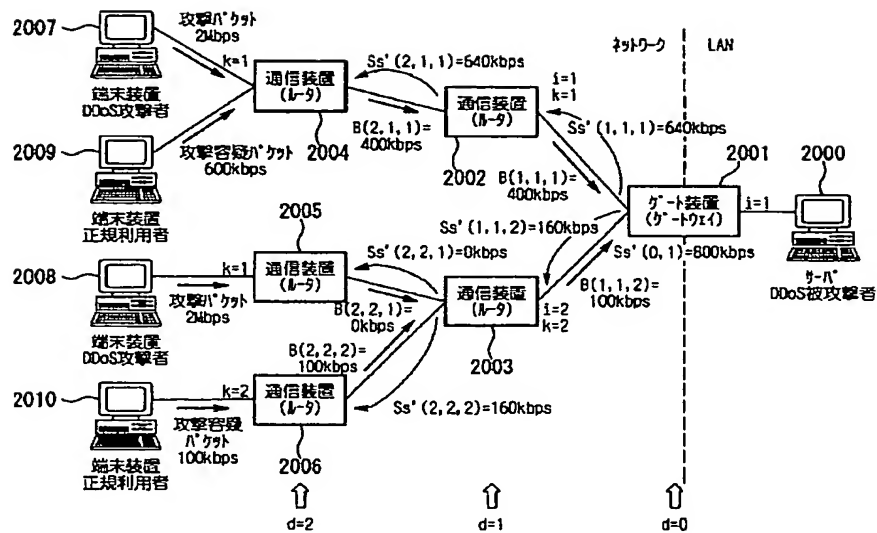 攻撃パケット
2Mbps
2007
k=1
端末装置
DDoS攻撃者
通信装置
(ルータ)
2004
Ss'(2,1,1)=640kbps
B(2,1,1)=
400kbps
i=1
k=1
通信装置
(ルータ)
2002
ネットワーク
LAN
Ss'(1,1,1)=640kbps
B(1,1,1)=
400kbps
2009
攻撃容疑パケット
600kbps
端末装置
正規利用者
2001
2000
ゲート装置
(ゲートウェイ)
i=1
サーバ
DDoS被攻撃者
Ss'(0,1)=800kbps
Ss'(1,1,2)=160kbps
B(1,1,2)=
100kbps
2005
通信装置
(ルータ)
Ss'(2,2,1)=0kbps
B(2,2,1)=
0kbps
2008
k=1
攻撃パケット
2Mbps
端末装置
DDoS攻撃者
通信装置
(ルータ)
i=2
k=2
2003
B(2,2,2)=
100kbps
Ss'(2,2,2)=160kbps
2010
k=2
攻撃容疑
パケット
100kbps
端末装置
正規利用者
通信装置
(ルータ)
2006
d=2
d=1
d=0